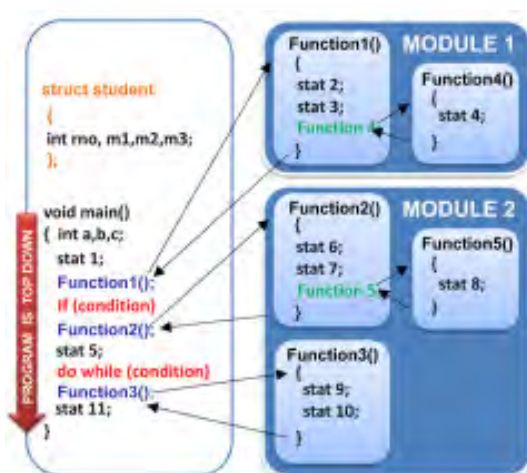 struct student
{
int rno, m1,m2,m3;
};
void main()
{ int a,b,c;
stat 1;
Function1();
If (condition)
Function2();
stat 5;
do while (condition)
Function3();
stat 11;
}
PROGRAM IS TOP DOWN
MODULE 1
Function1()
{
stat 2;
stat 3;
Function 4
}
Function4()
{
stat 4;
}
MODULE 2
Function2()
{
stat 6;
stat 7;
Function 5
}
Function5()
{
stat 8;
}
Function3()
{
stat 9;
stat 10;
}